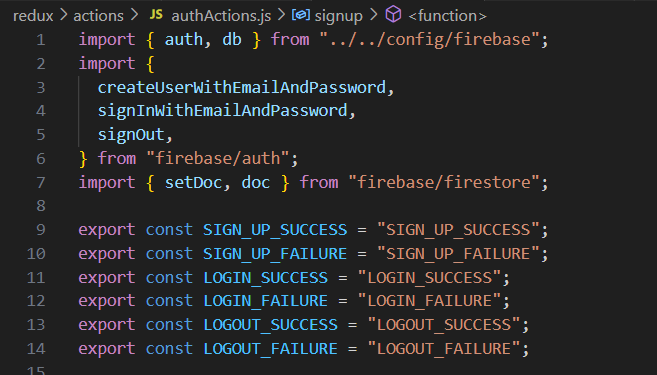 redux > actions > JS authActions.js > signup > <function>
1 import { auth, db } from "../../config/firebase";
2 import {
3 createUserWithEmailAndPassword,
4 signInWithEmailAndPassword,
5 signOut,
6 } from "firebase/auth";
7 import { setDoc, doc } from "firebase/firestore";
8
9 export const SIGN_UP_SUCCESS = "SIGN_UP_SUCCESS";
10 export const SIGN_UP_FAILURE = "SIGN_UP_FAILURE";
11 export const LOGIN_SUCCESS = "LOGIN_SUCCESS";
12 export const LOGIN_FAILURE = "LOGIN_FAILURE";
13 export const LOGOUT_SUCCESS = "LOGOUT_SUCCESS";
14 export const LOGOUT_FAILURE = "LOGOUT_FAILURE";
15